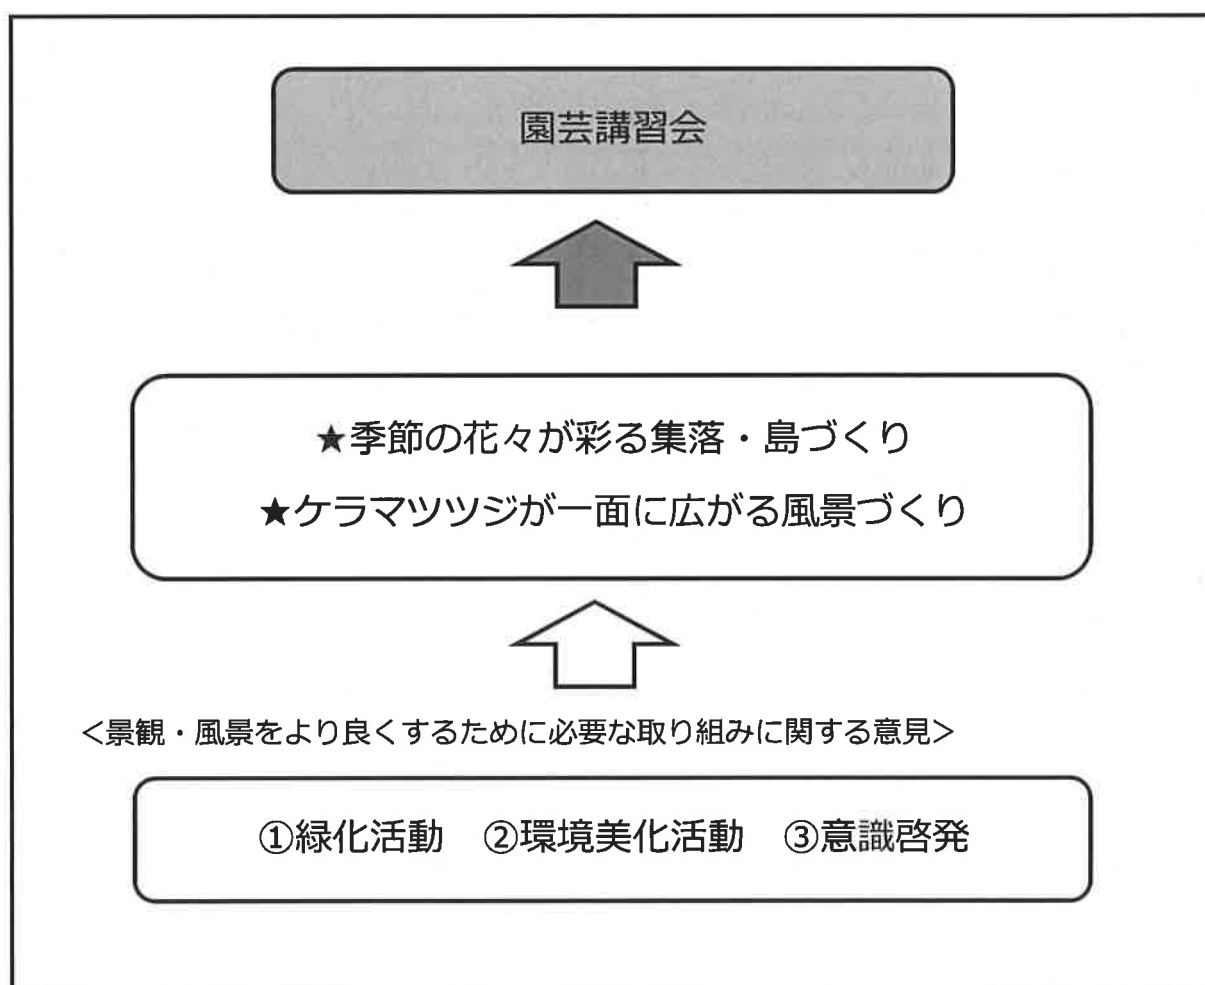 園芸講習会
★季節の花々が彩る集落・島づくり
★ケラマツツジが一面に広がる風景づくり
<景観・風景をより良くするために必要な取り組みに関する意見>
①緑化活動　②環境美化活動　③意識啓発